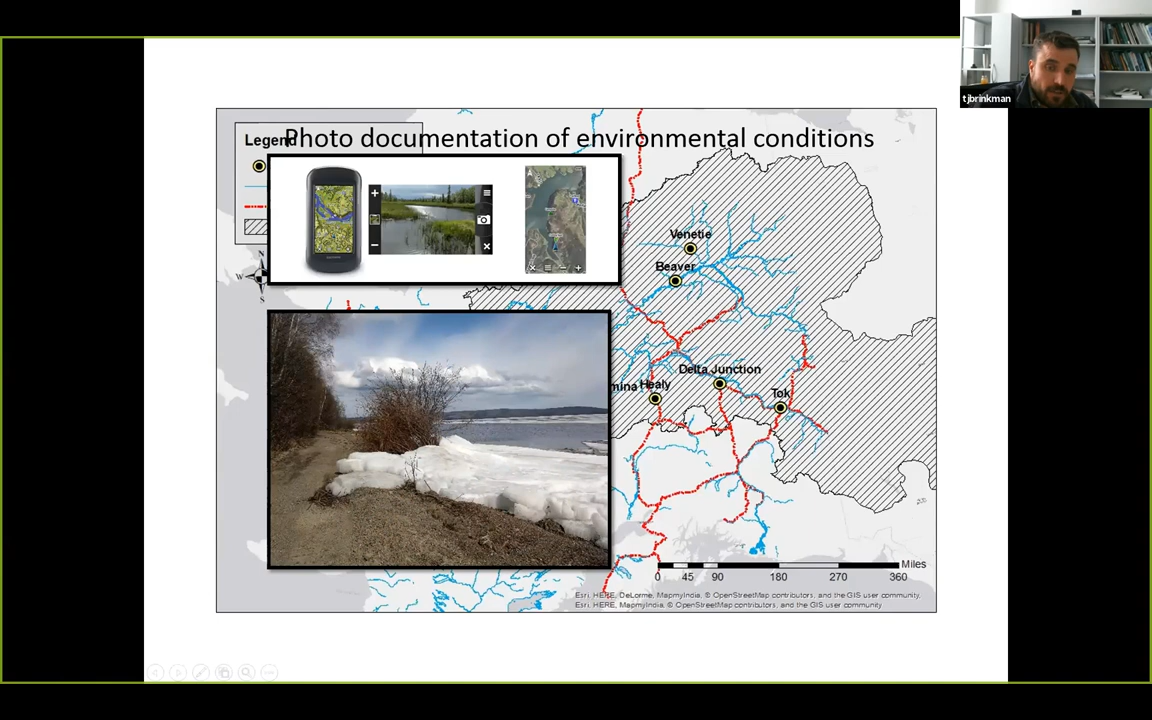 tjbrinkman
Legend
Photo documentation of environmental conditions
N
W
S
Venetie
Beaver
Delta Junction
mina Healy
Tok
Miles
0 45 90 180 270 360
Esri, HERE, DeLorme, MapmyIndia, © OpenStreetMap contributors, and the GIS user community,
Esri, HERE, MapmyIndia, © OpenStreetMap contributors, and the GIS user community